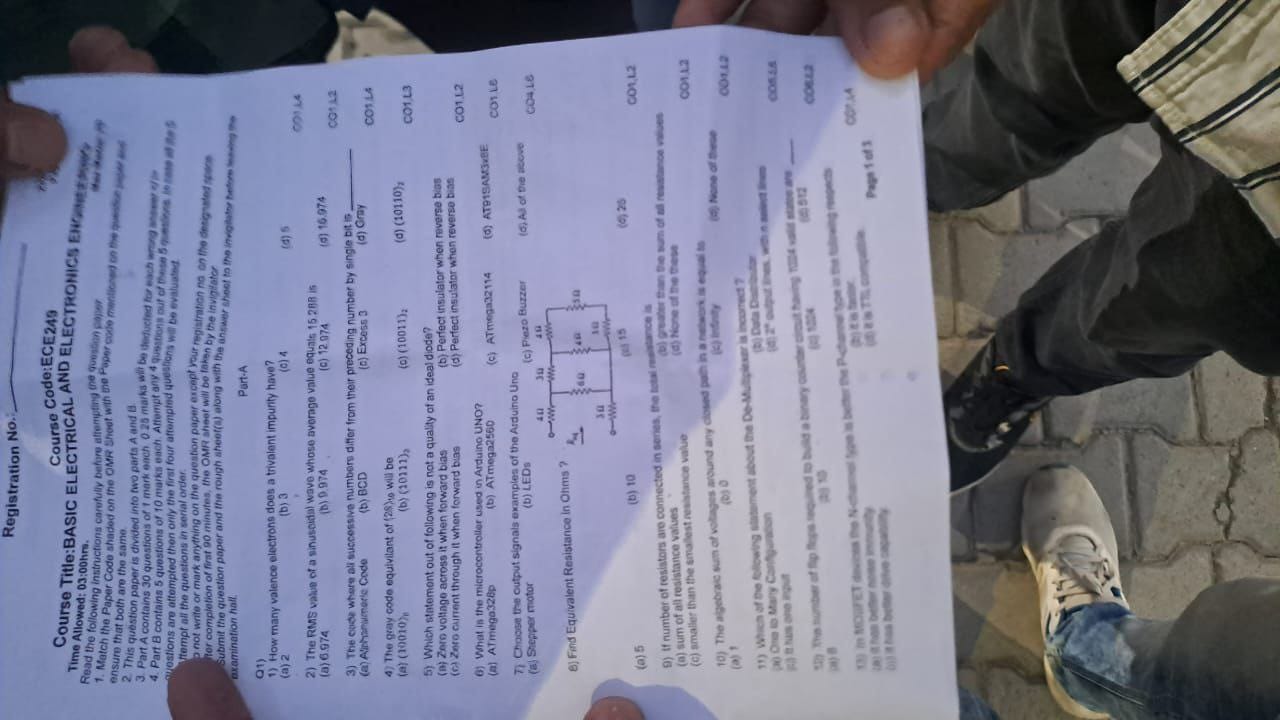 Registration No.:
Course Code:ECE249
Course Title:BASIC ELECTRICAL AND ELECTRONICS
Time Allowed: 03:00hrs.
Read the following instructions carefully before attempting the question paper.
1. Match the Paper Code shaded on the OMR Sheet with the Paper code mentioned on the question paper and
ensure that both are the same.
2. This question paper is divided into two parts A and B.
3. Part A contains 30 questions of 1 mark each. 0.25 marks will be deducted for each wrong answer
4. Part B contains 5 questions of 10 marks each. Attempt any 4 questions out of these 5 questions. In case all the 5
questions are attempted then only the first four attempted questions will be evaluated.
tempt all the questions in serial order.
not write or mark anything on the question paper except your registration no. on the designated space.
ter completion of first 90 minutes, the OMR sheet will be taken by the invigilator
Submit the question paper and the rough sheet(s) along with the answer sheet to the invigilator before leaving the
examination hall.
Part-A
Q1)
1) How many valence electrons does a trivalent impurity have?
(a) 2 (b) 3 (c) 4 (d) 5 CO1,L4
2) The RMS value of a sinusoidal wave whose average value equals 15.288 is
(a) 6.974 (b) 9.974 (c) 12.974 (d) 16.974 CO1,L2
3) The code where all successive numbers differ from their preceding number by single bit is
(a) Alphanumeric Code (b) BCD (c) Excess 3 (d) Gray CO1,L4
4) The gray code equivilant of (28)₁₀ will be
(a) (10010)₂ (b) (10111)₂ (c) (10011)₂ (d) (10110)₂ CO1,L3
5) Which statement out of following is not a quality of an ideal diode?
(a) Zero voltage across it when forward bias (b) Perfect insulator when reverse bias
(c) Zero current through it when forward bias (d) Perfect insulator when reverse bias CO1,L2
6) What is the microcontroller used in Arduino UNO?
(a) ATmega328p (b) ATmega2560 (c) ATmega32114 (d) AT91SAM3x8E CO1,L6
7) Choose the output signals examples of the Arduino Uno
(a) Stepper motor (b) LEDs (c) Piezo Buzzer (d) All of the above CO4,L6
4Ω 3Ω 4Ω
8) Find Equivalent Resistance in Ohms ?
6Ω 4Ω 5Ω
3Ω 1Ω
(a) 5 (b) 10 (c) 15 (d) 25 CO1,L2
9) If number of resistors are connected in series, the total resistance is
(a) sum of all resistance values (b) greater than the sum of all resistance values
(c) smaller than the smallest resistance value (d) None of the these CO1,L2
10) The algebraic sum of voltages around any closed path in a network is equal to
(a) 1 (b) 0 (c) infinity (d) None of these CO1,L2
11) Which of the following statement about the De-Multiplexer is incorrect ?
(a) One to Many Configuration (b) Data Distributor
(c) It has one input (d) 2ⁿ output lines, with n select lines
12) The number of flip flops required to build a binary counter circuit having 1024 valid states are
(a) 8 (b) 10 (c) 1024 (d) 512
13) In MOSFET devices the N-channel type is better the P-channel type in the following respects
(a) it has better noise immunity (b) it is faster
(c) it has better drive capability (d) it is TTL compatible CO1,L4
Page 1 of 3